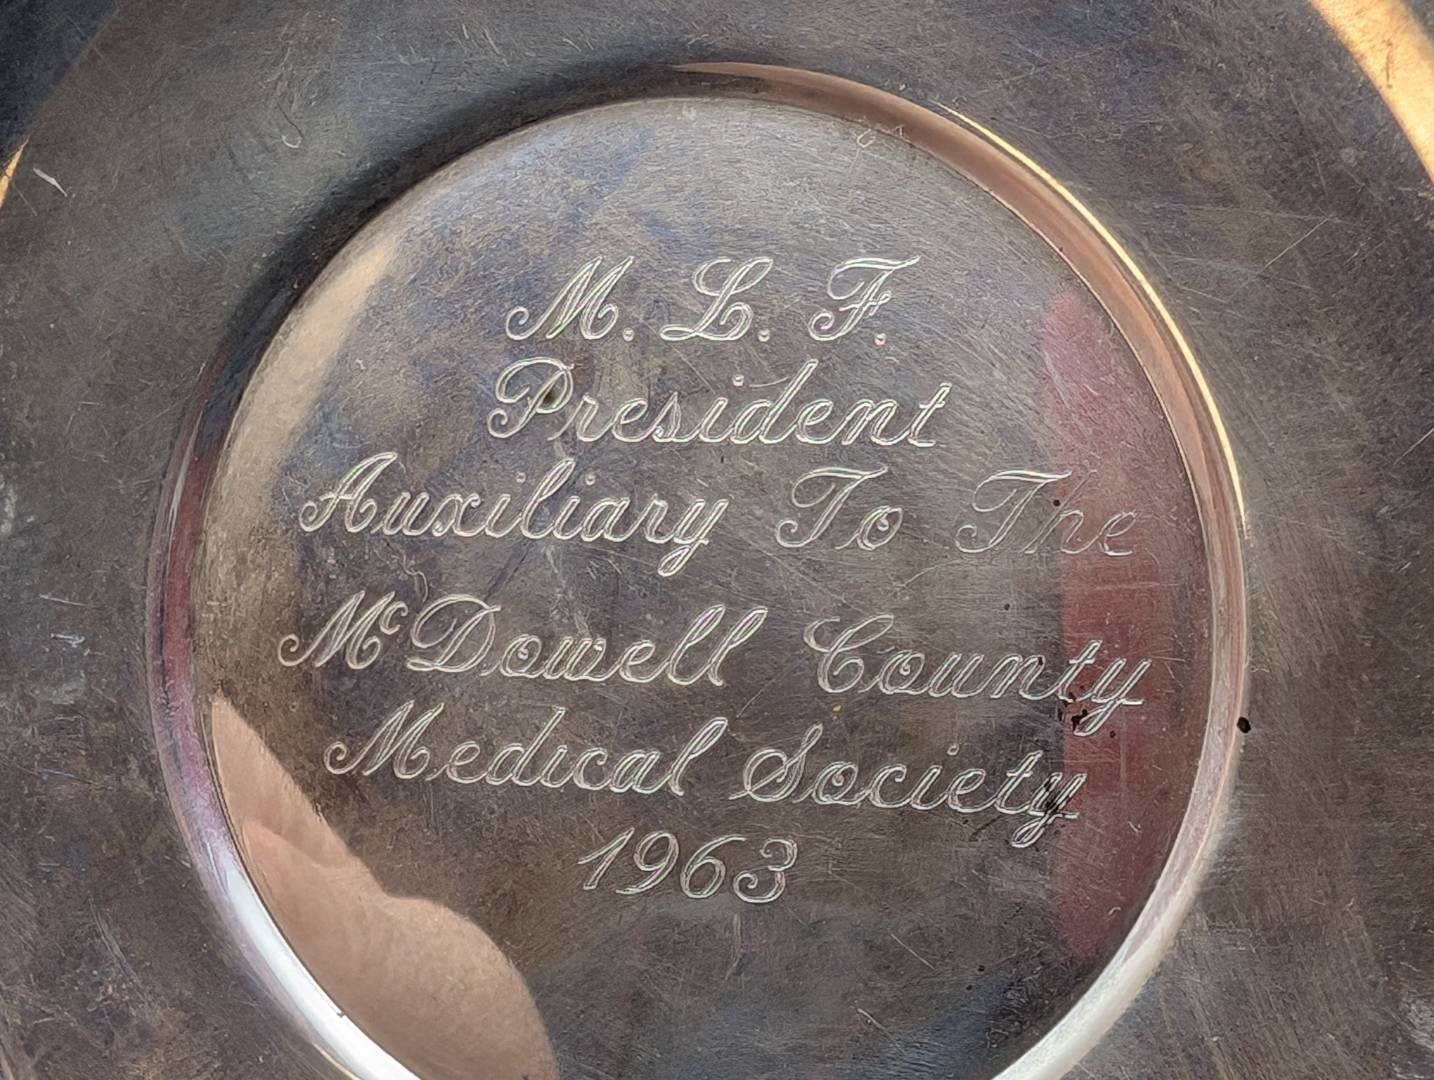 M. L. F.
President
Auxiliary To The
McDowell County
Medical Society
1963